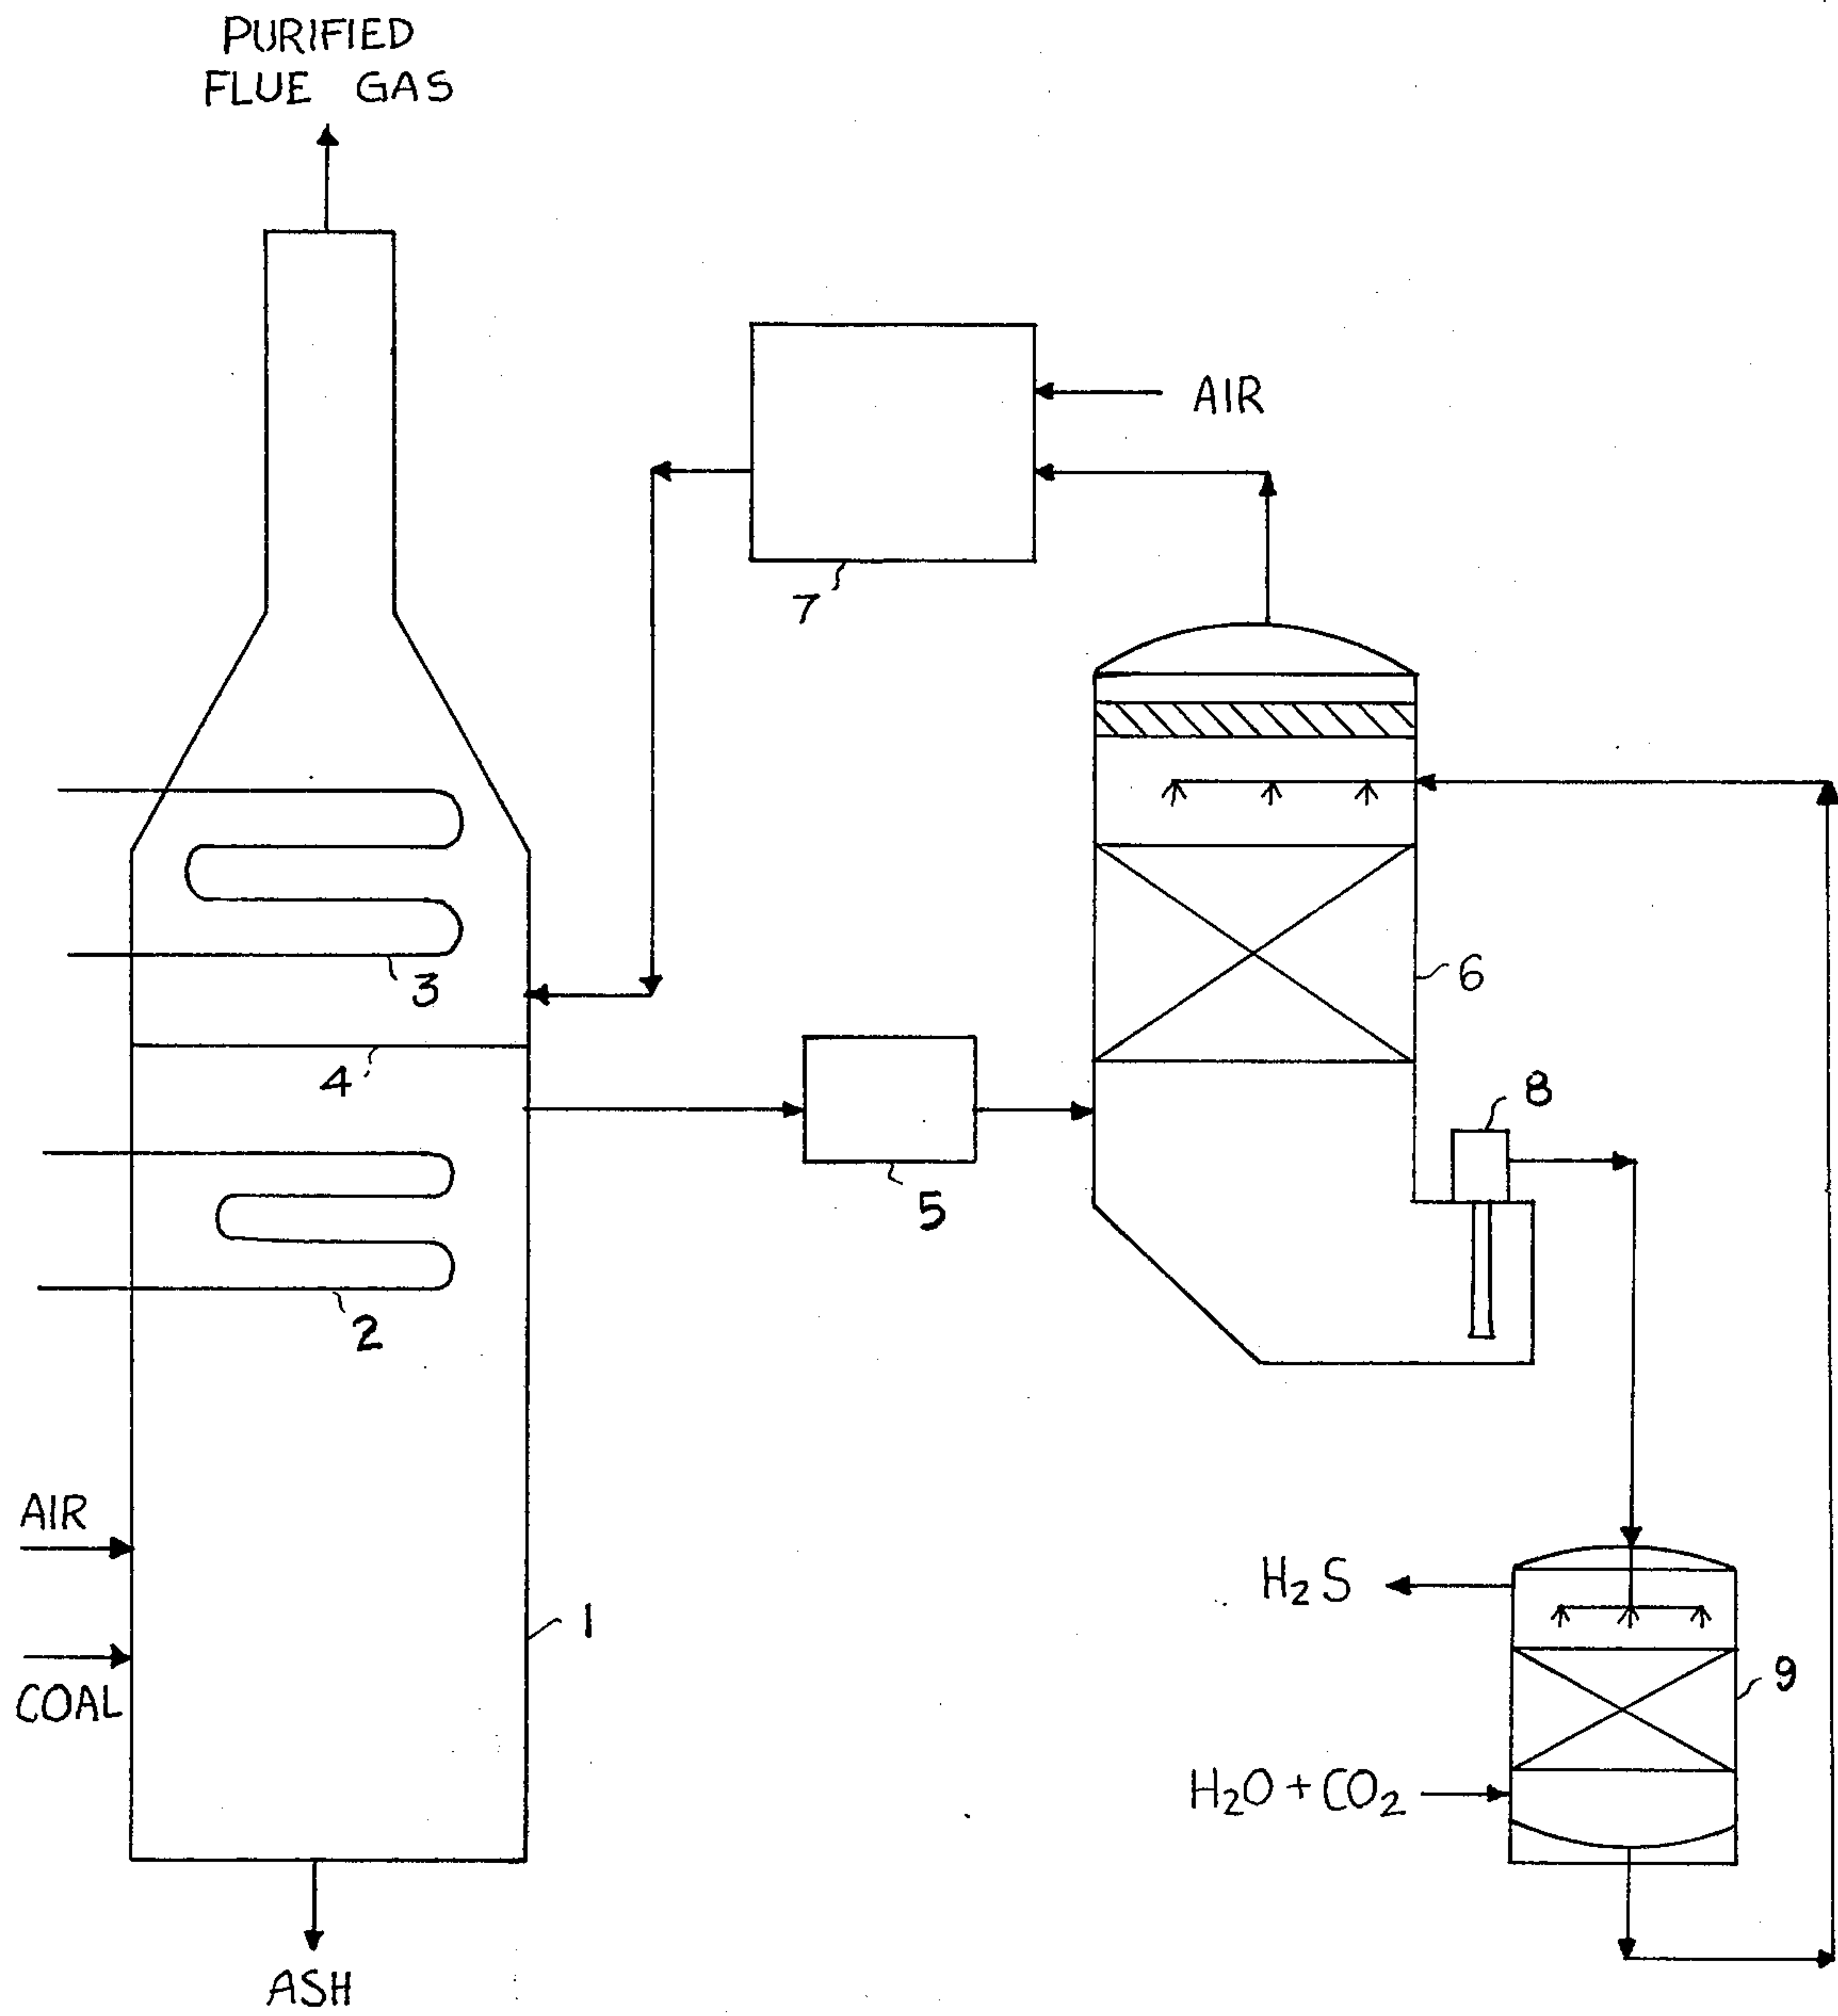 PURIFIED
FLUE GAS
AIR
7
6
3
4
8
5
2
AIR
H₂S
1
COAL
9
H₂O + CO₂
ASH